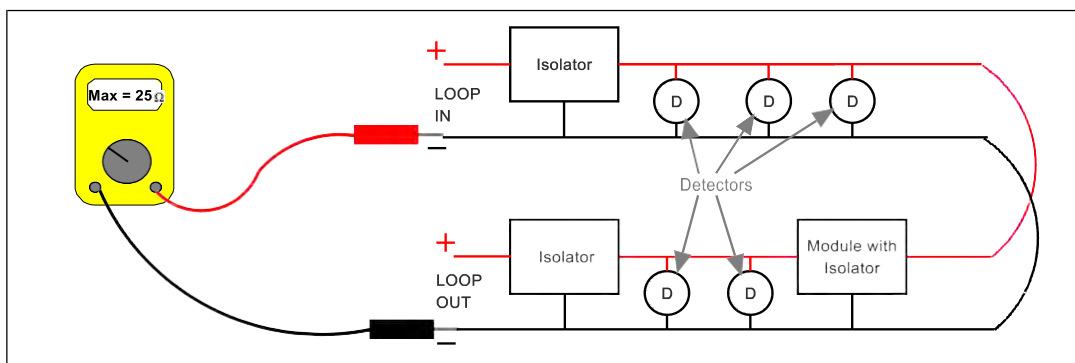 Max = 25Ω
+
LOOP
IN
−
Isolator
D
D
D
Detectors
+
LOOP
OUT
−
Isolator
D
D
Module with
Isolator